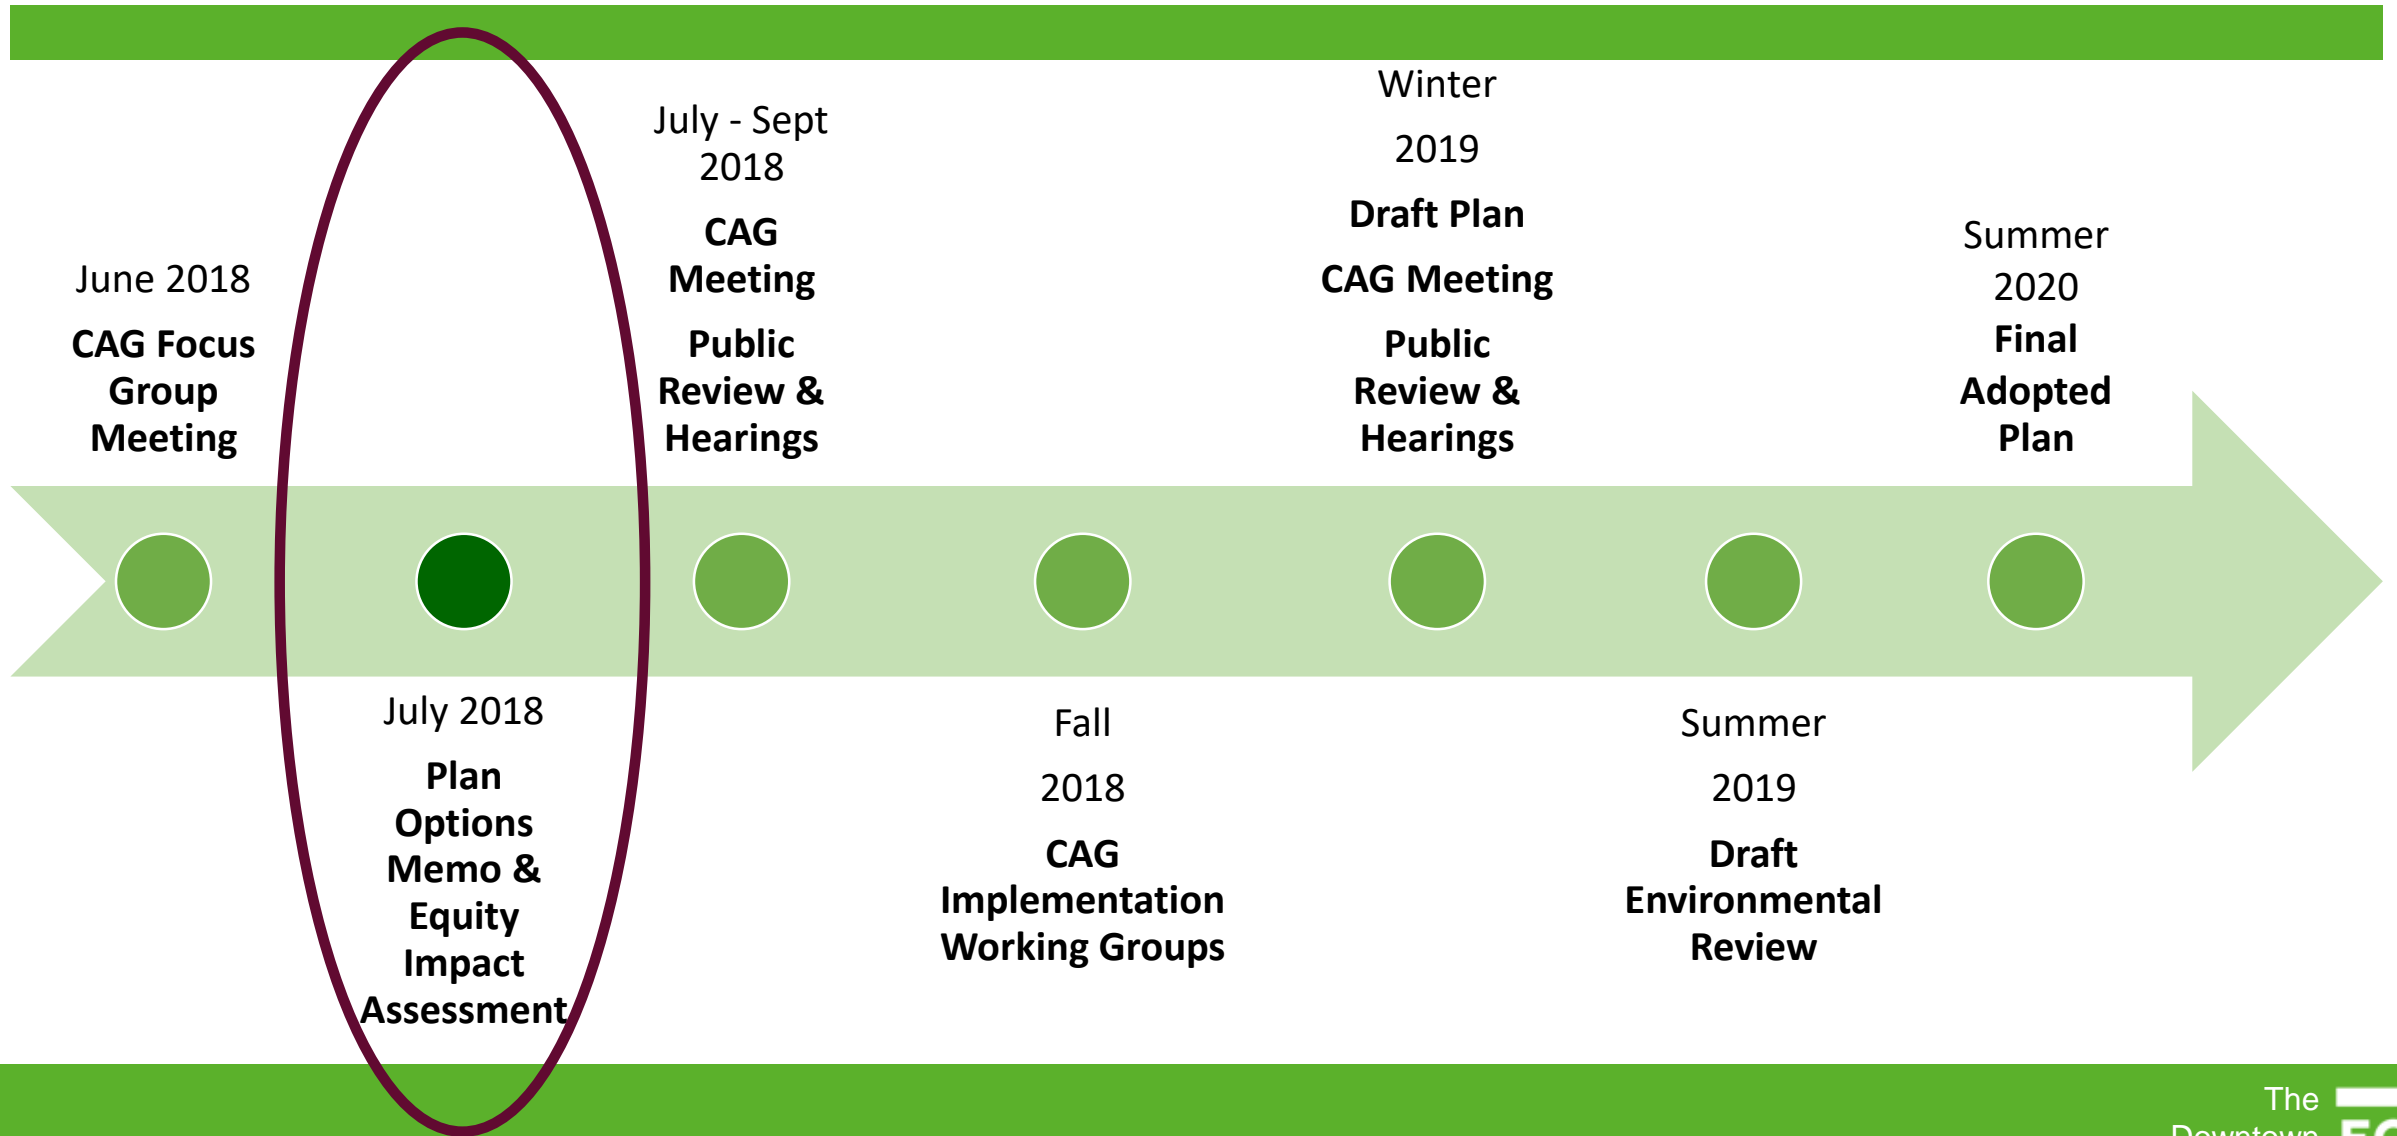 June 2018
CAG Focus
Group
Meeting
July 2018
Plan
Options
Memo &
Equity
Impact
Assessment
July - Sept
2018
CAG
Meeting
Public
Review &
Hearings
Fall
2018
CAG
Implementation
Working Groups
Winter
2019
Draft Plan
CAG Meeting
Public
Review &
Hearings
Summer
2019
Draft
Environmental
Review
Summer
2020
Final
Adopted
Plan
The
Downtown